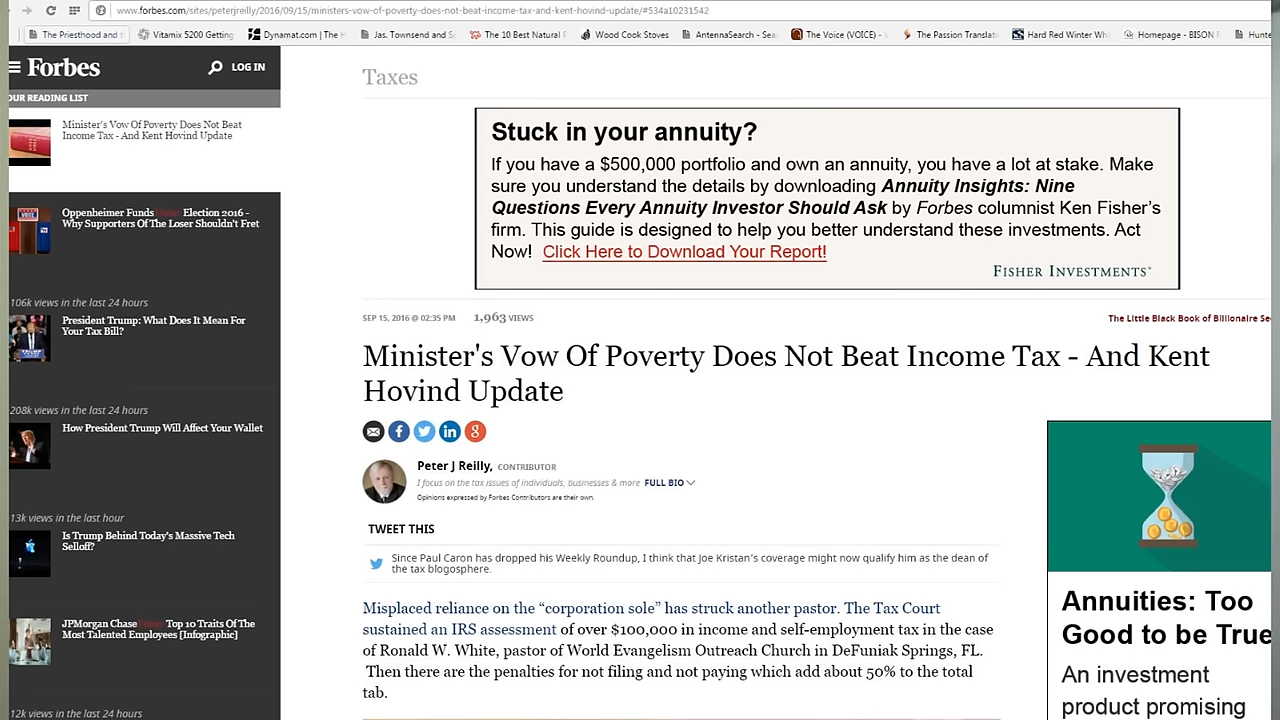 www.forbes.com/sites/peterjreilly/2016/09/15/ministers-vow-of-poverty-does-not-beat-income-tax-and-kent-hovind-update/#534a10231542
The Priesthood and t
Vitamix 5200 Getting
Dynamat.com | The H
Jas. Townsend and Sc
The 10 Best Natural F
Wood Cook Stoves
AntennaSearch - Sea
The Voice (VOICE) - V
The Passion Translati
Hard Red Winter Wh
Homepage - BISON P
Hunte
Forbes
LOG IN
OUR READING LIST
Minister's Vow Of Poverty Does Not Beat
Income Tax - And Kent Hovind Update
Oppenheimer Funds Voice: Election 2016 -
Why Supporters Of The Loser Shouldn't Fret
106k views in the last 24 hours
President Trump: What Does It Mean For
Your Tax Bill?
208k views in the last 24 hours
How President Trump Will Affect Your Wallet
13k views in the last hour
Is Trump Behind Today's Massive Tech
Selloff?
JPMorgan Chase Voice: Top 10 Traits Of The
Most Talented Employees [Infographic]
12k views in the last 24 hours
Taxes
Stuck in your annuity?
If you have a $500,000 portfolio and own an annuity, you have a lot at stake. Make
sure you understand the details by downloading Annuity Insights: Nine
Questions Every Annuity Investor Should Ask by Forbes columnist Ken Fisher's
firm. This guide is designed to help you better understand these investments. Act
Now! Click Here to Download Your Report!
FISHER INVESTMENTS®
SEP 15, 2016 @ 02:35 PM 1,963 VIEWS
The Little Black Book of Billionaire Se
Minister's Vow Of Poverty Does Not Beat Income Tax - And Kent
Hovind Update
Peter J Reilly, CONTRIBUTOR
I focus on the tax issues of individuals, businesses & more FULL BIO
Opinions expressed by Forbes Contributors are their own.
TWEET THIS
Since Paul Caron has dropped his Weekly Roundup, I think that Joe Kristan's coverage might now qualify him as the dean of
the tax blogosphere.
Misplaced reliance on the “corporation sole” has struck another pastor. The Tax Court
sustained an IRS assessment of over $100,000 in income and self-employment tax in the case
of Ronald W. White, pastor of World Evangelism Outreach Church in DeFuniak Springs, FL.
Then there are the penalties for not filing and not paying which add about 50% to the total
tab.
Annuities: Too
Good to be True
An investment
product promising